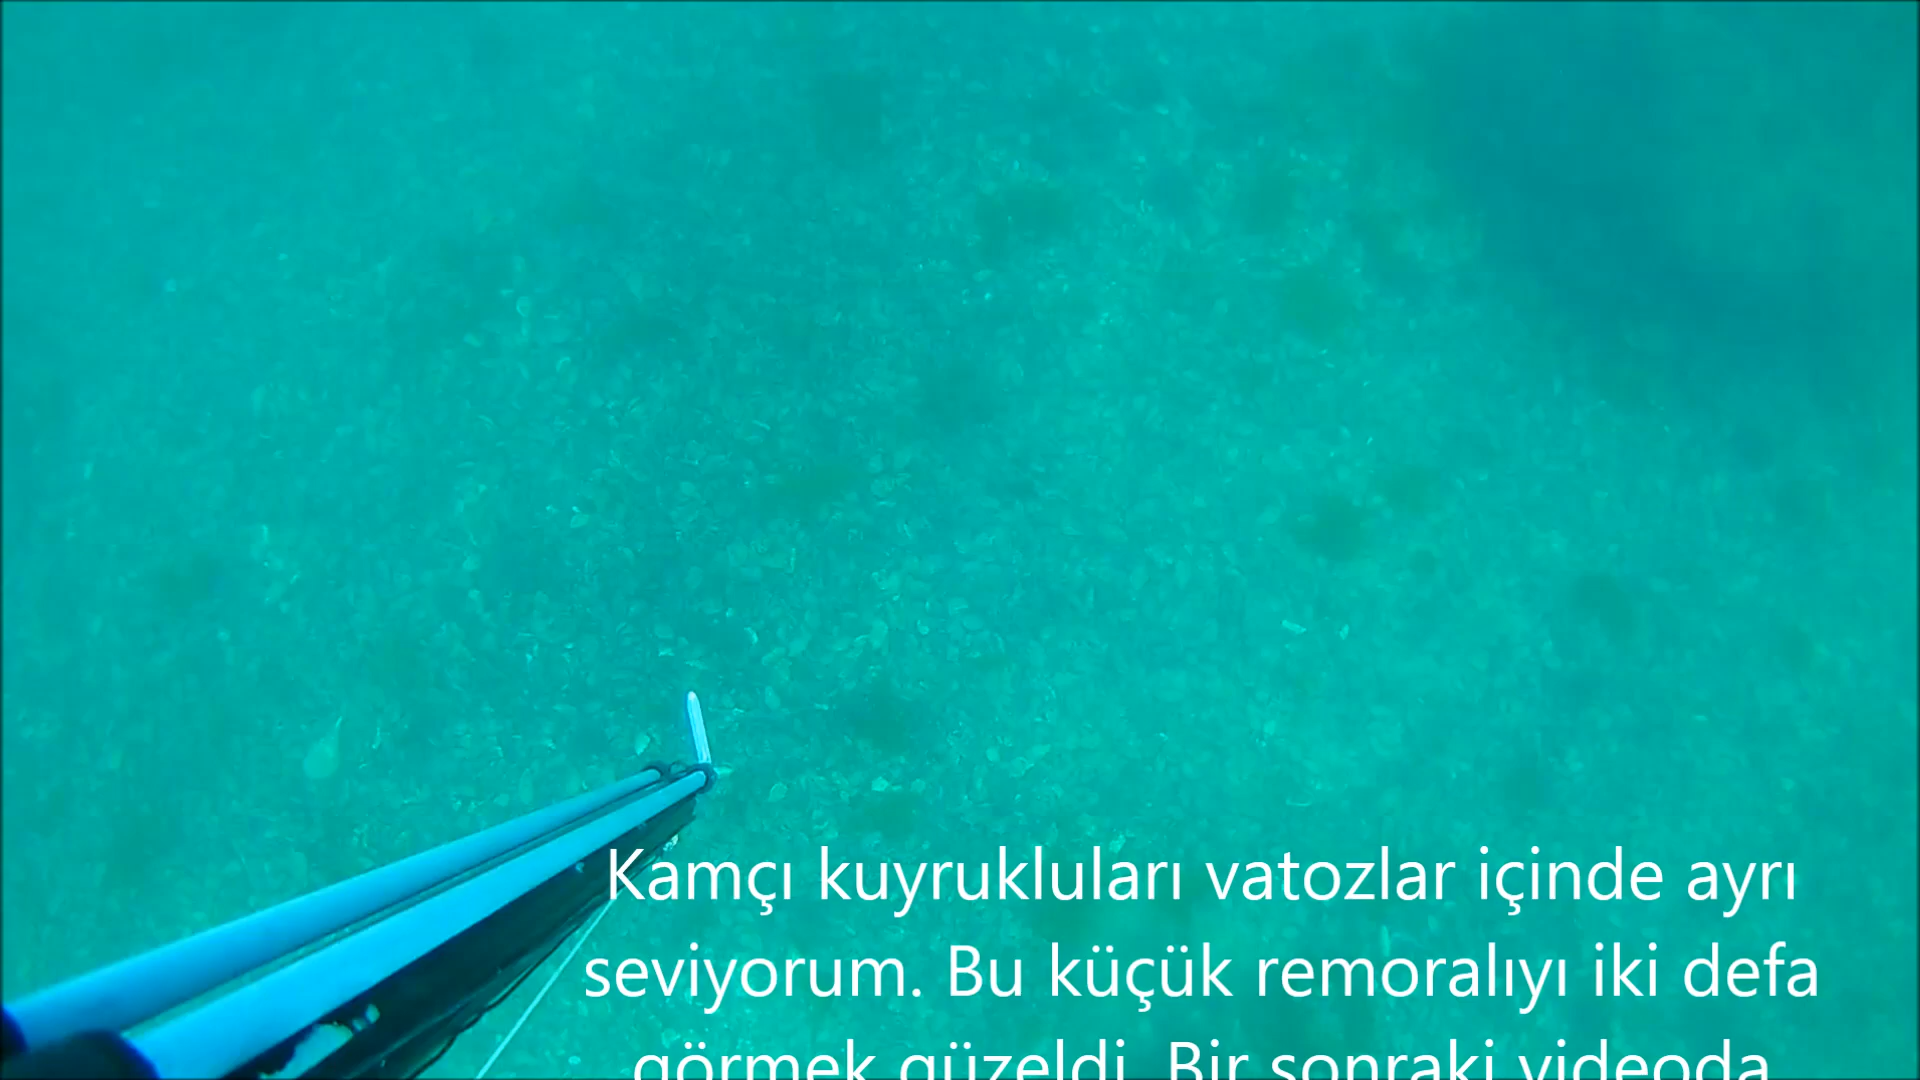 Kamçı kuyrukluları vatozlar içinde ayrı
seviyorum. Bu küçük remoralıyı iki defa
görmek güzeldi. Bir sonraki videoda